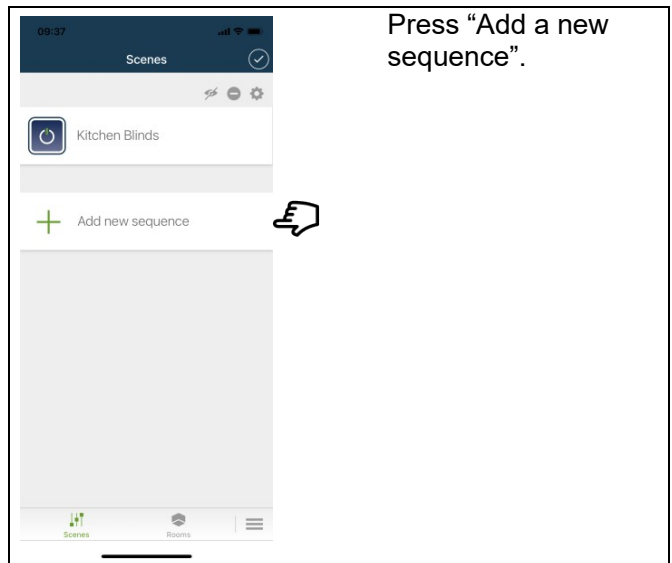 09:37
Scenes
Kitchen Blinds
Add new sequence
Scenes
Rooms
Press “Add a new
sequence”.